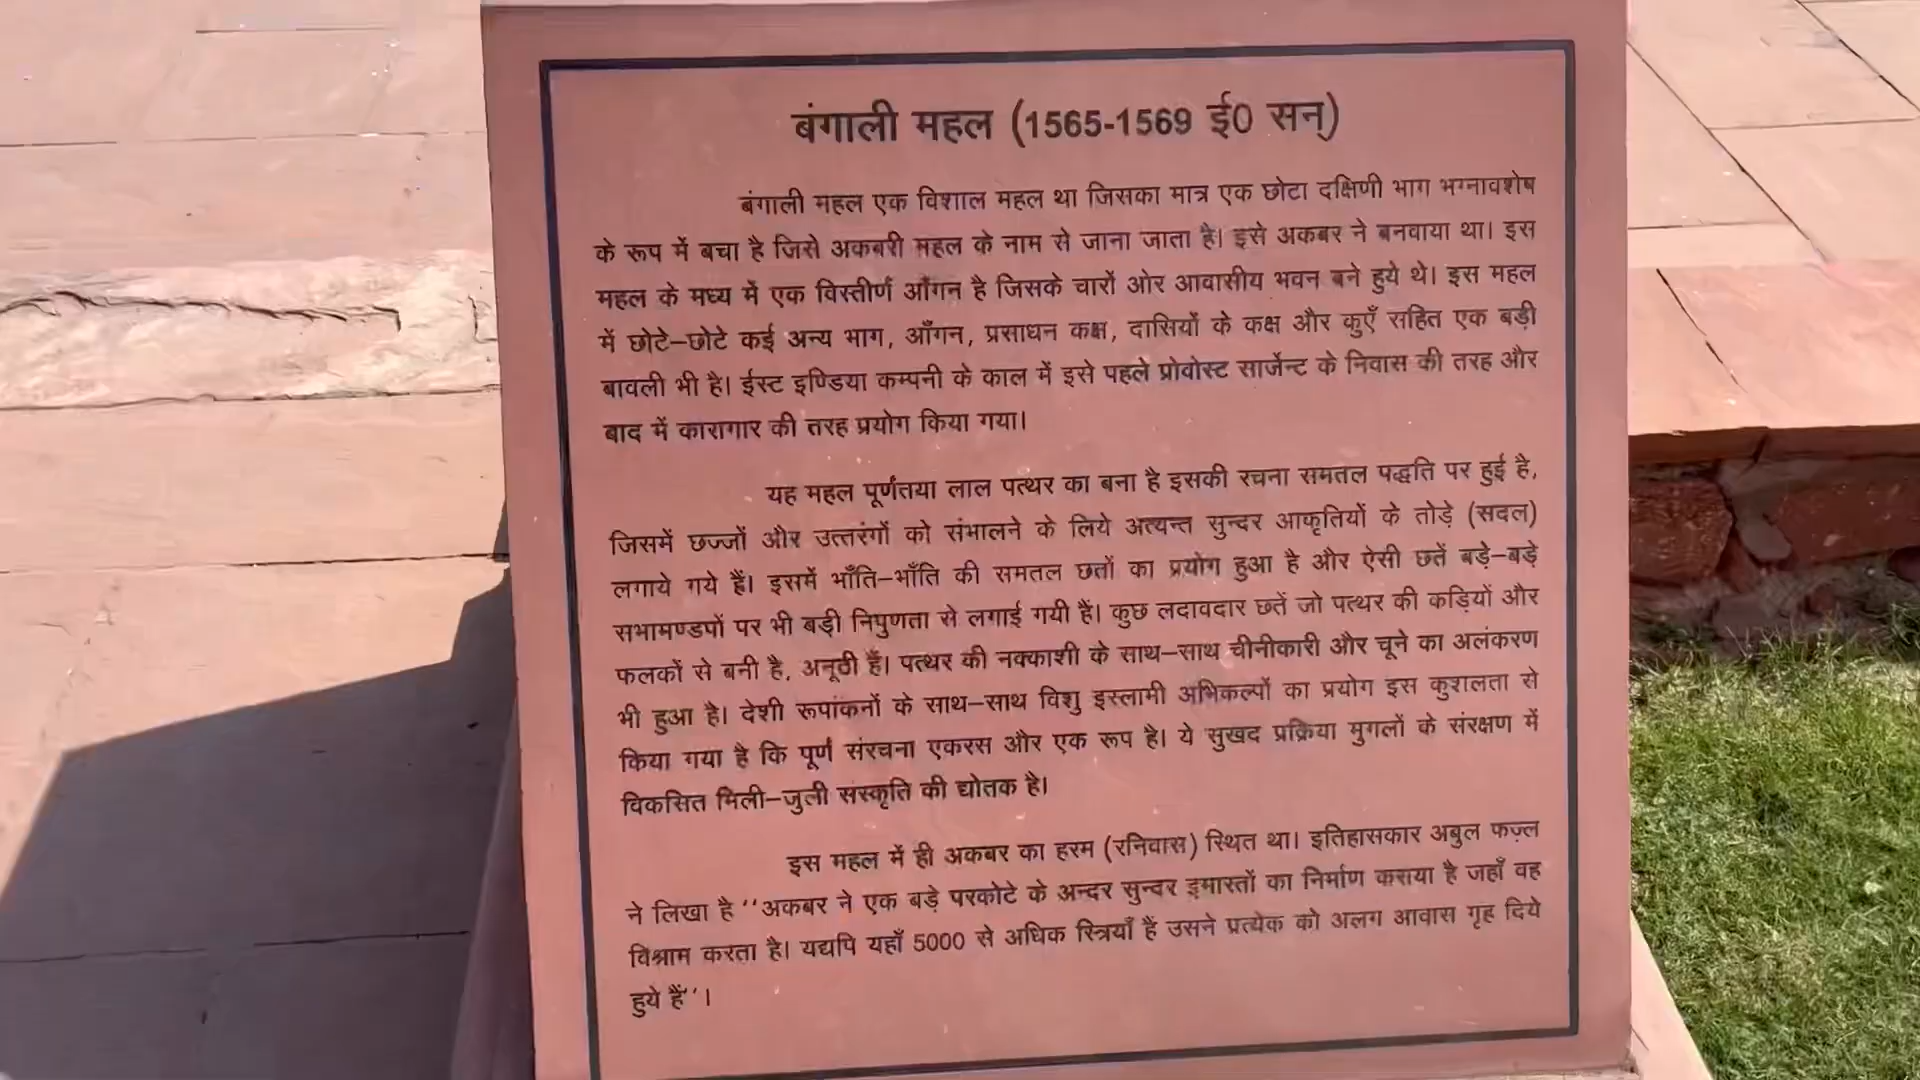 बंगाली महल (1565-1569 ई0 सन्)
बंगाली महल एक विशाल महल था जिसका मात्र एक छोटा दक्षिणी भाग भग्नावशेष
के रूप में बचा है जिसे अकबरी महल के नाम से जाना जाता है। इसे अकबर ने बनवाया था। इस
महल के मध्य में एक विस्तीर्ण आँगन है जिसके चारों ओर आवासीय भवन बने हुये थे। इस महल
में छोटे–छोटे कई अन्य भाग, आँगन, प्रसाधन कक्ष, दासियों के कक्ष और कुएँ सहित एक बड़ी
बावली भी है। ईस्ट इण्डिया कम्पनी के काल में इसे पहले प्रोवोस्ट सार्जेन्ट के निवास की तरह और
बाद में कारागार की तरह प्रयोग किया गया।
यह महल पूर्णतया लाल पत्थर का बना है इसकी रचना समतल पद्धति पर हुई है,
जिसमें छज्जों और उत्तरंगों को संभालने के लिये अत्यन्त सुन्दर आकृतियों के तोड़े (सदल)
लगाये गये हैं। इसमें भाँति–भाँति की समतल छतों का प्रयोग हुआ है और ऐसी छतें बड़े–बड़े
सभामण्डपों पर भी बड़ी निपुणता से लगाई गयी हैं। कुछ लदावदार छतें जो पत्थर की कड़ियों और
फलकों से बनी है, अनूठी हैं। पत्थर की नक्काशी के साथ–साथ चीनीकारी और चूने का अलंकरण
भी हुआ है। देशी रूपांकनों के साथ–साथ विशु इस्लामी अभिकल्पों का प्रयोग इस कुशलता से
किया गया है कि पूर्ण संरचना एकरस और एक रूप है। ये सुखद प्रक्रिया मुगलों के संरक्षण में
विकसित मिली–जुली संस्कृति की द्योतक है।
इस महल में ही अकबर का हरम (रनिवास) स्थित था। इतिहासकार अबुल फज़्ल
ने लिखा है ''अकबर ने एक बड़े परकोटे के अन्दर सुन्दर इमारतों का निर्माण कराया है जहाँ वह
विश्राम करता है। यद्यपि यहाँ 5000 से अधिक स्त्रियाँ हैं उसने प्रत्येक को अलग आवास गृह दिये
हुये हैं''।